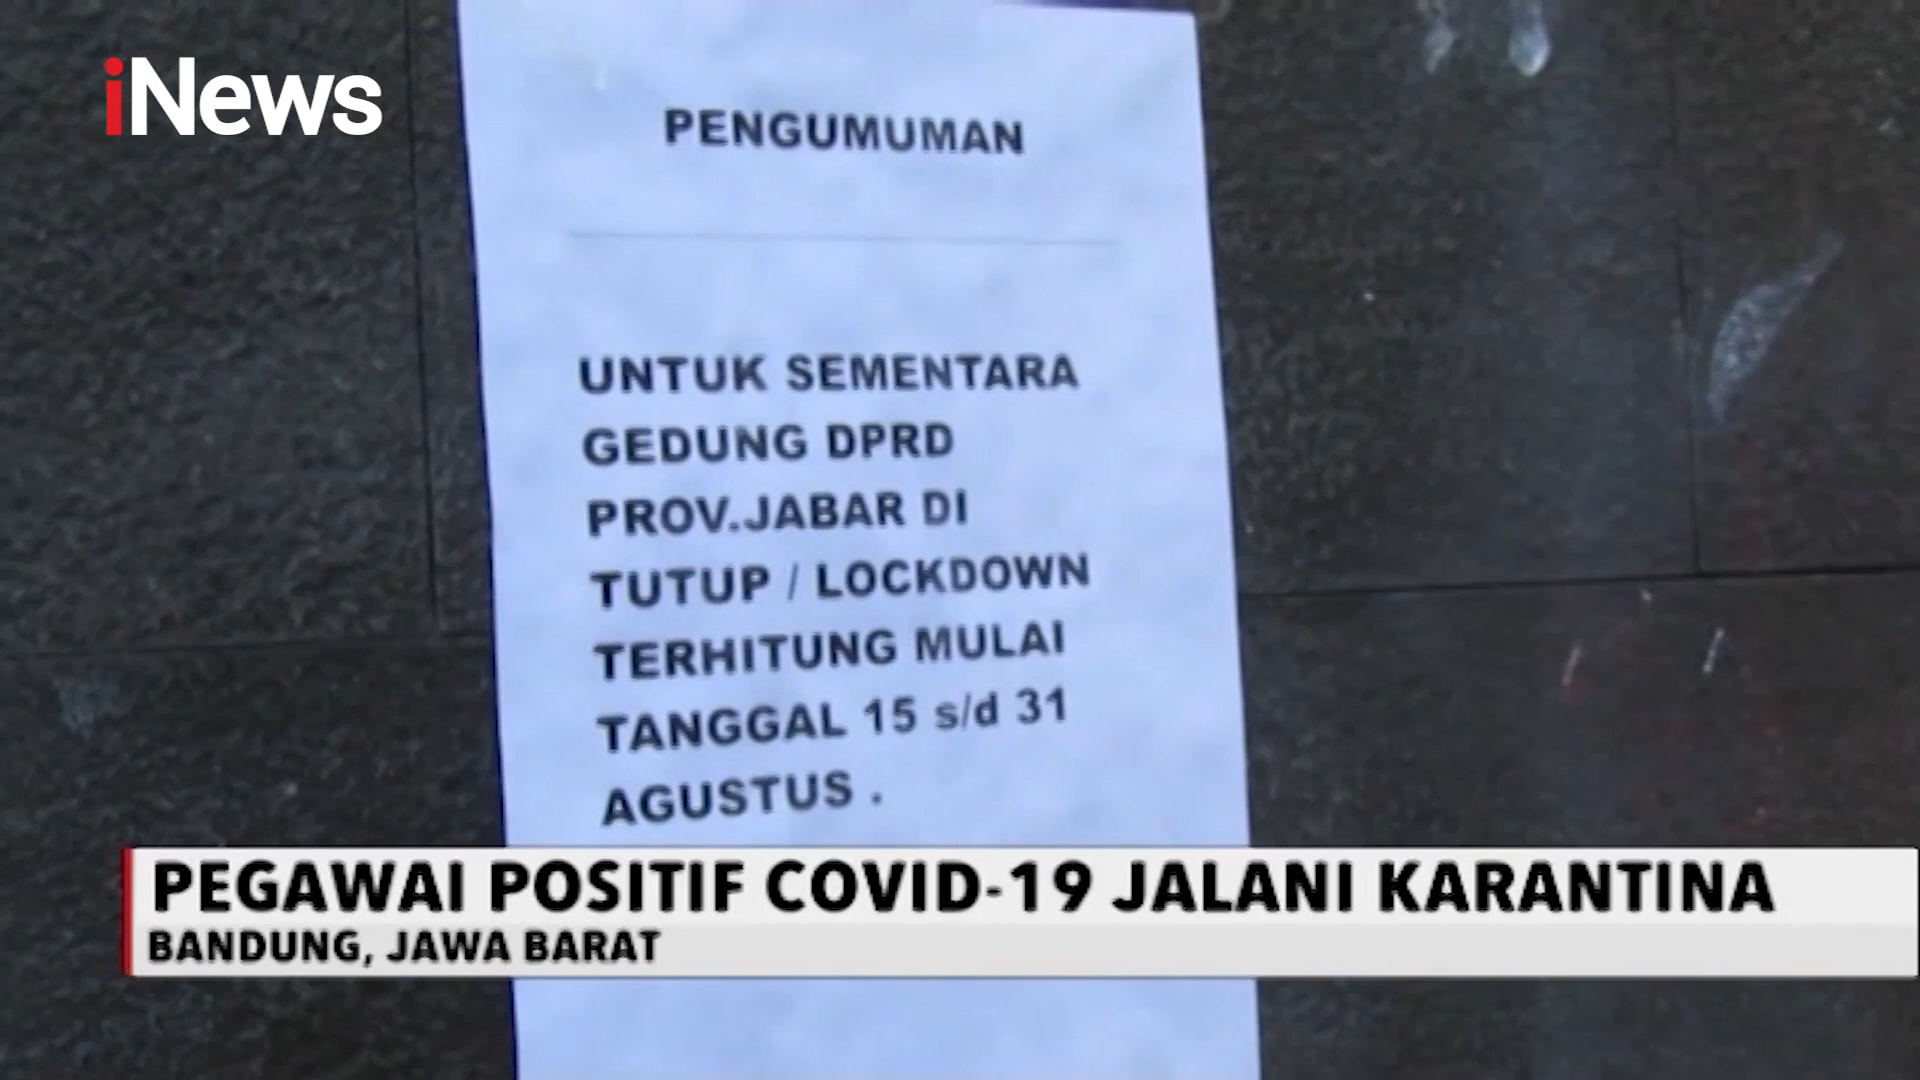 iNews
PENGUMUMAN
UNTUK SEMENTARA
GEDUNG DPRD
PROV.JABAR DI
TUTUP / LOCKDOWN
TERHITUNG MULAI
TANGGAL 15 s/d 31
AGUSTUS .
PEGAWAI POSITIF COVID-19 JALANI KARANTINA
BANDUNG, JAWA BARAT